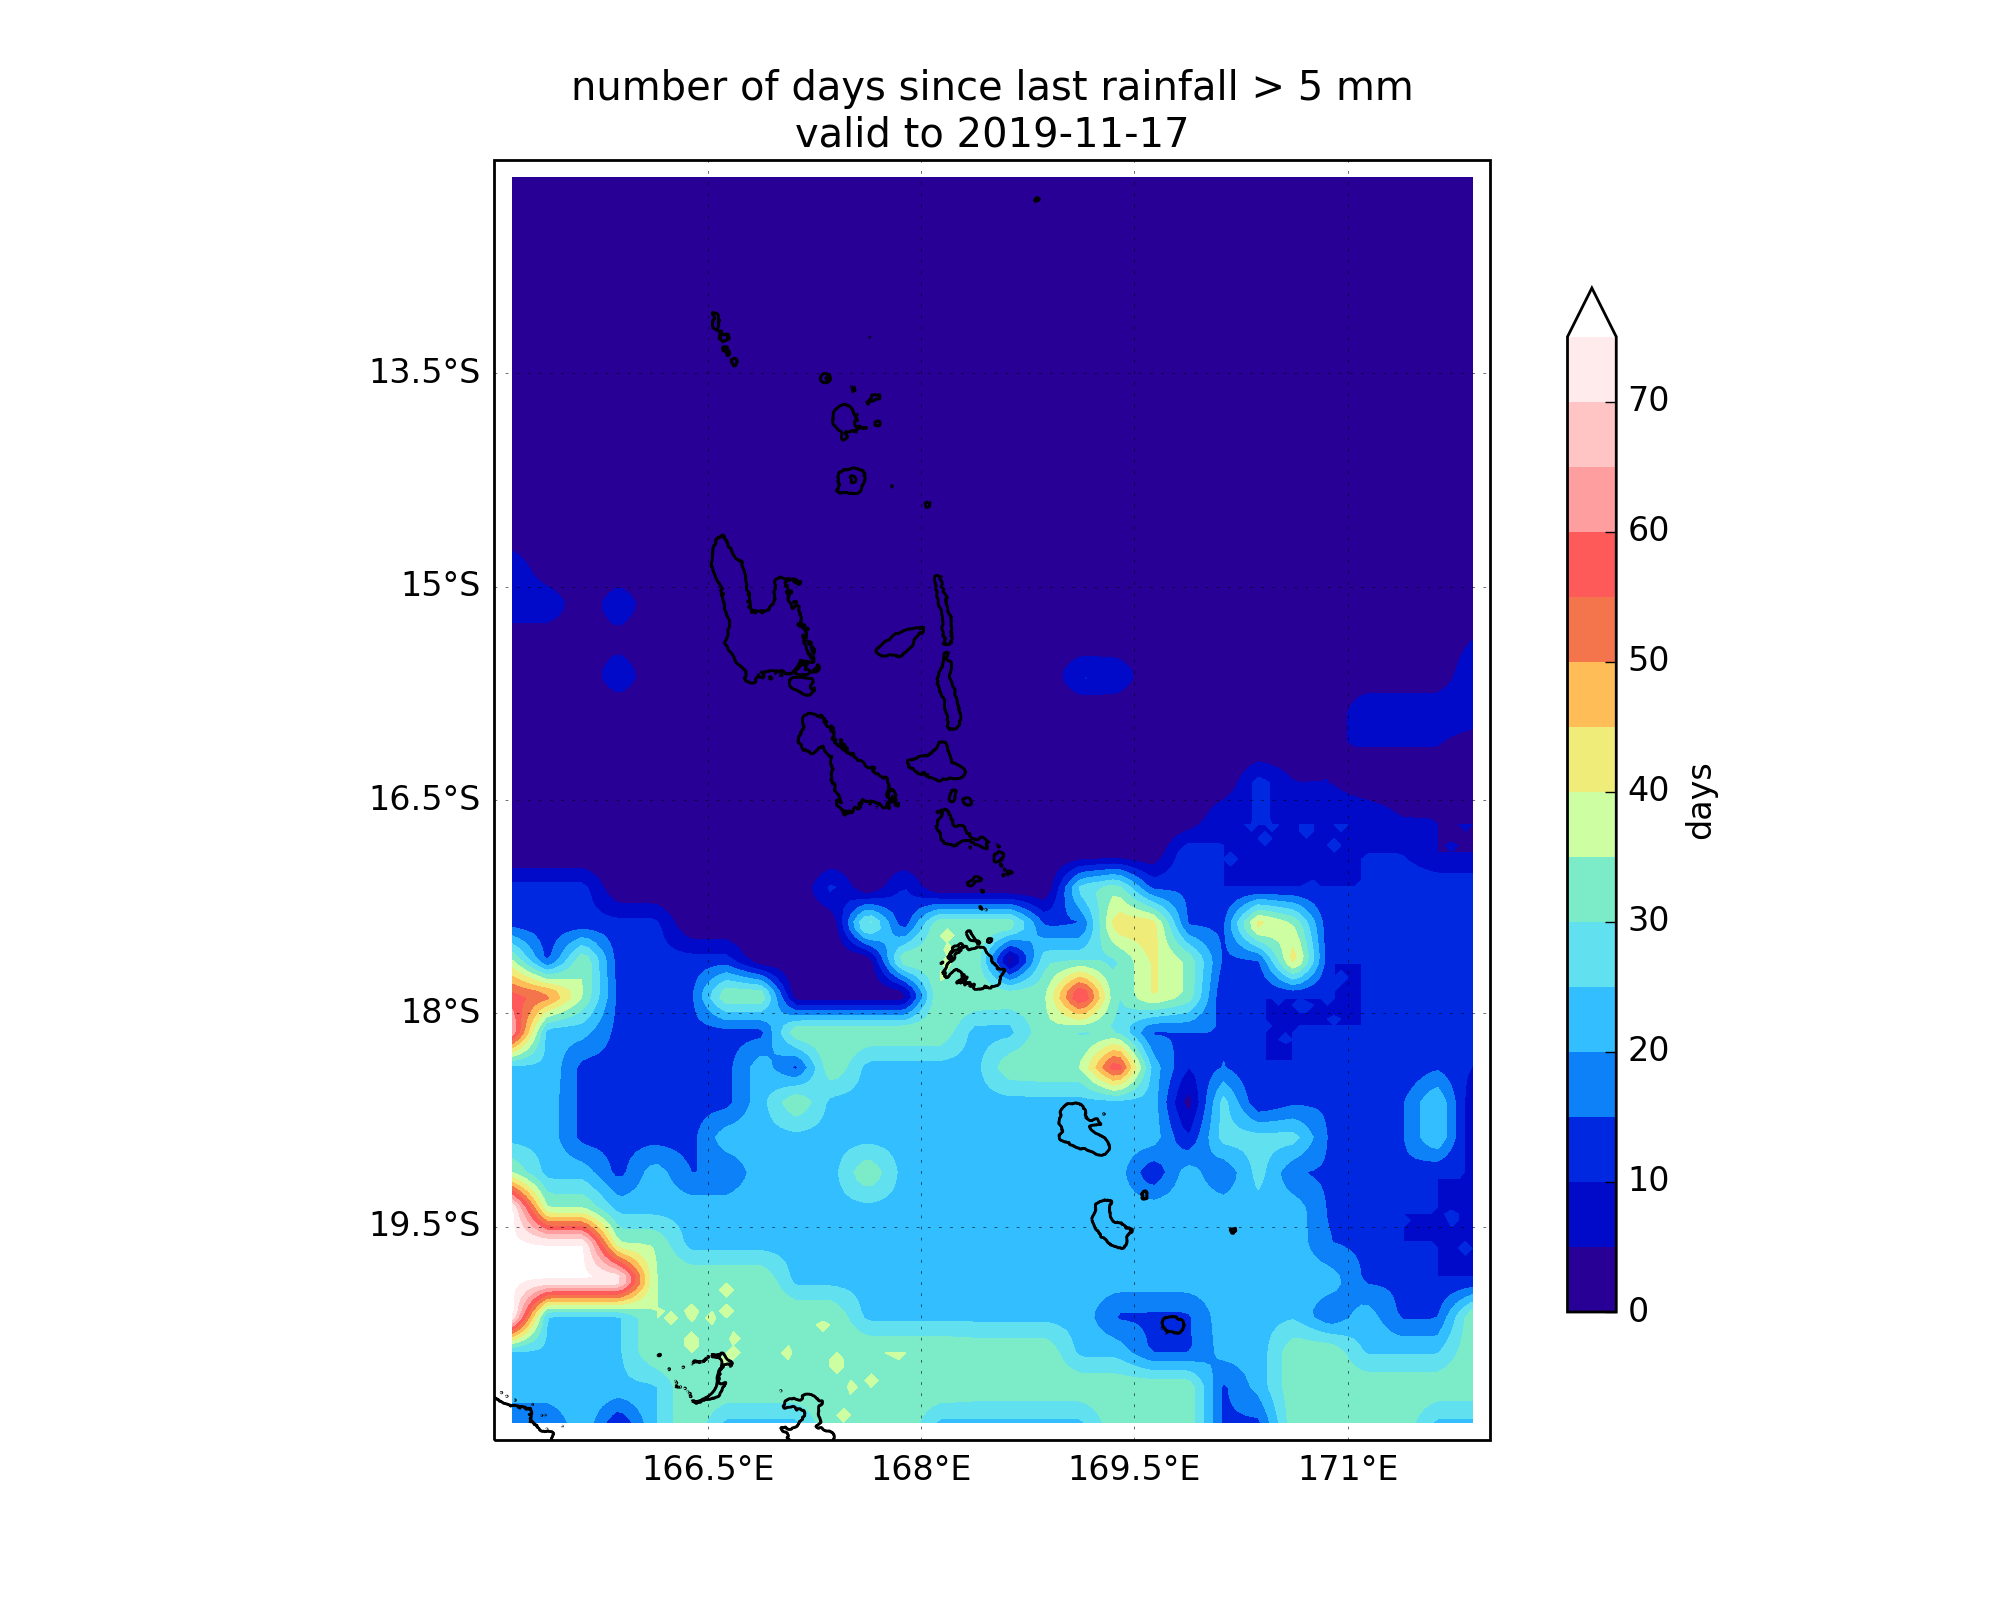 number of days since last rainfall > 5 mm
valid to 2019-11-17
13.5°S
15°S
16.5°S
18°S
19.5°S
166.5°E
168°E
169.5°E
171°E
70
60
50
40
30
20
10
0
days